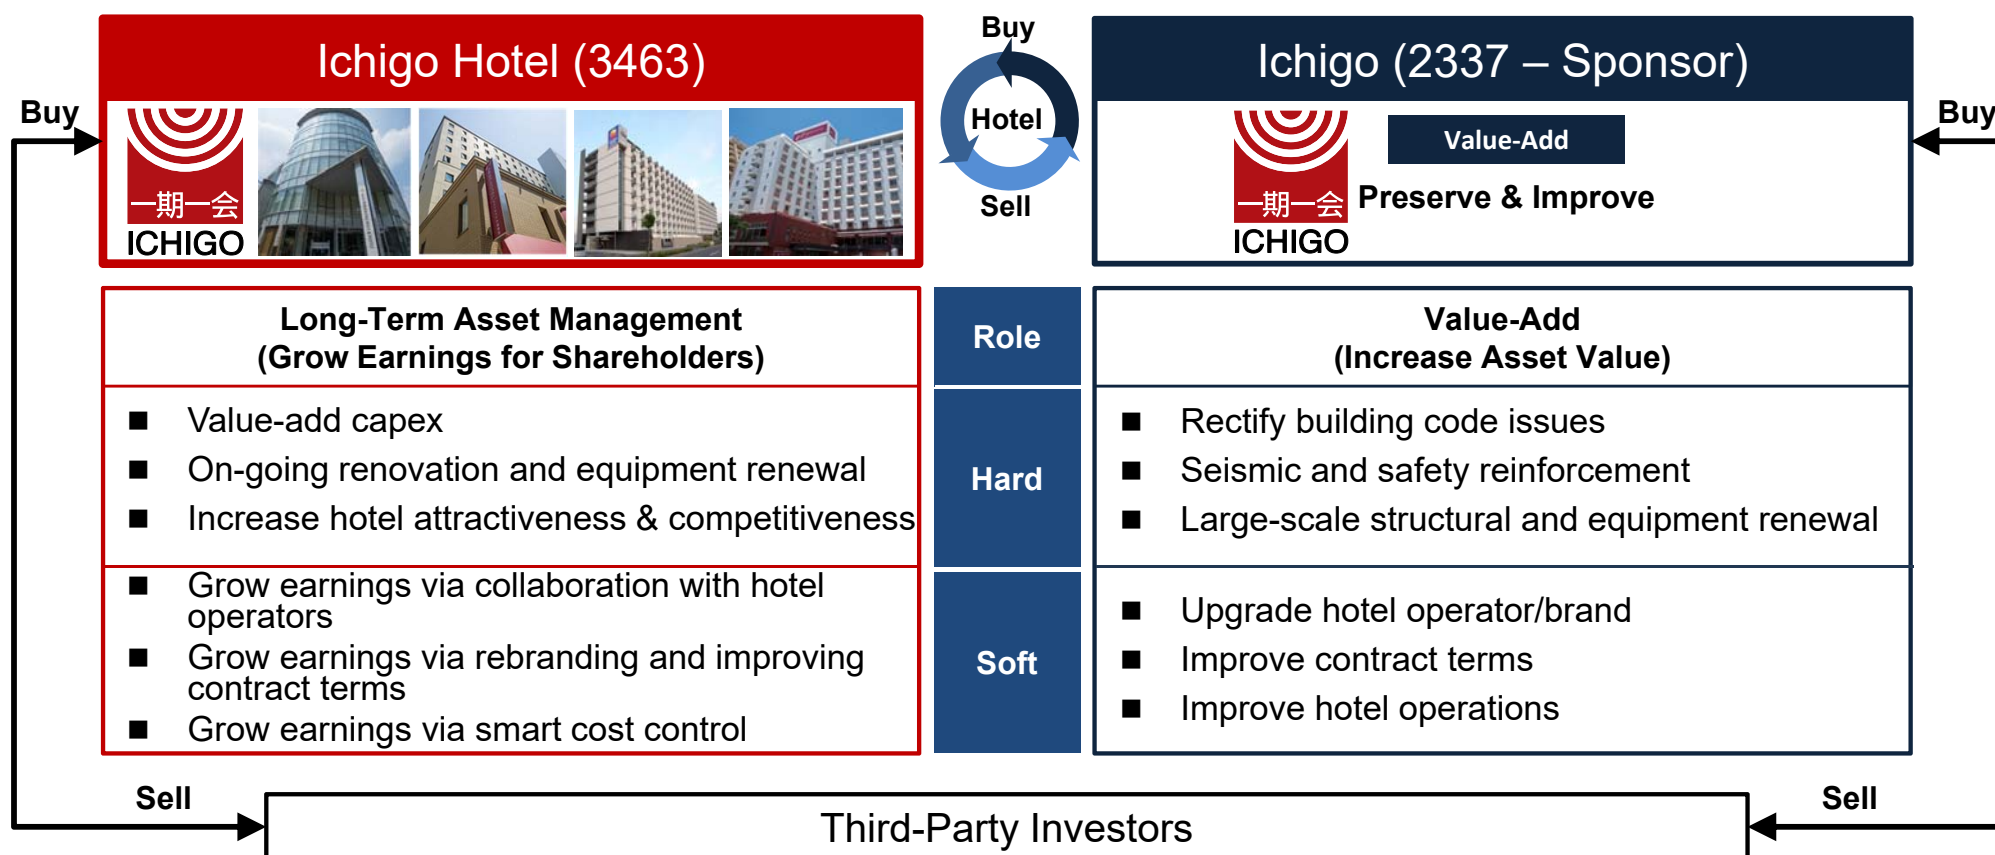 Ichigo Hotel (3463)
Buy
Hotel
Sell
Ichigo (2337 – Sponsor)
Buy
一期一会
ICHIGO
一期一会
ICHIGO
Value-Add
Preserve & Improve
Buy
Long-Term Asset Management
(Grow Earnings for Shareholders)
Role
Value-Add
(Increase Asset Value)
■ Value-add capex
■ On-going renovation and equipment renewal
■ Increase hotel attractiveness & competitiveness
Hard
■ Rectify building code issues
■ Seismic and safety reinforcement
■ Large-scale structural and equipment renewal
■ Grow earnings via collaboration with hotel
operators
■ Grow earnings via rebranding and improving
contract terms
■ Grow earnings via smart cost control
Soft
■ Upgrade hotel operator/brand
■ Improve contract terms
■ Improve hotel operations
Sell
Third-Party Investors
Sell